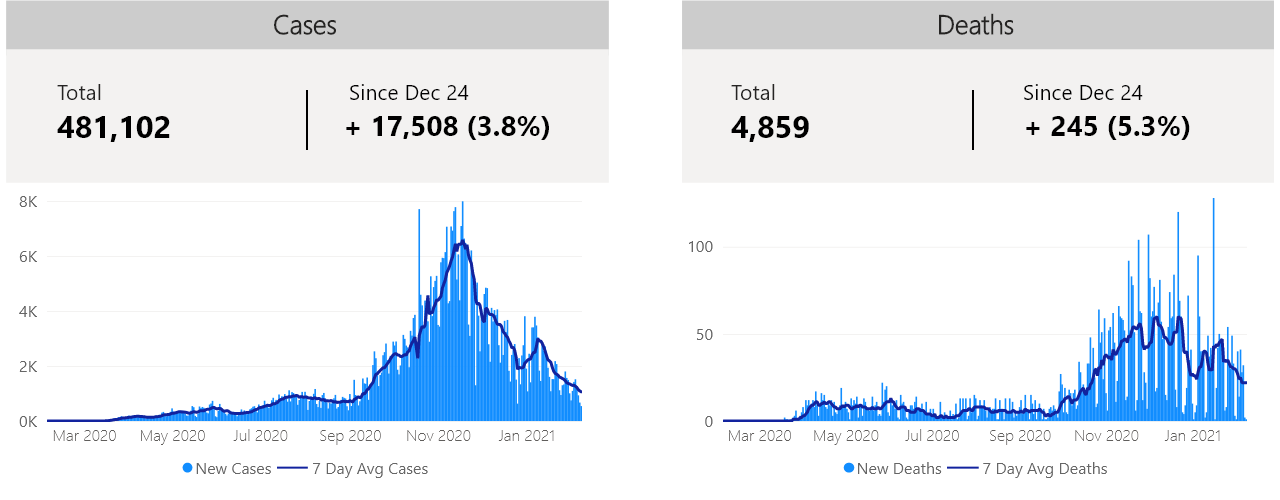 Cases
Total
Since Dec 24
481,102
+ 17,508 (3.8%)
8K
6K
4K
2K
0K
Mar 2020 May 2020 Jul 2020 Sep 2020 Nov 2020 Jan 2021
New Cases 7 Day Avg Cases
Deaths
Total
Since Dec 24
4,859
+ 245 (5.3%)
100
50
0
Mar 2020 May 2020 Jul 2020 Sep 2020 Nov 2020 Jan 2021
New Deaths 7 Day Avg Deaths